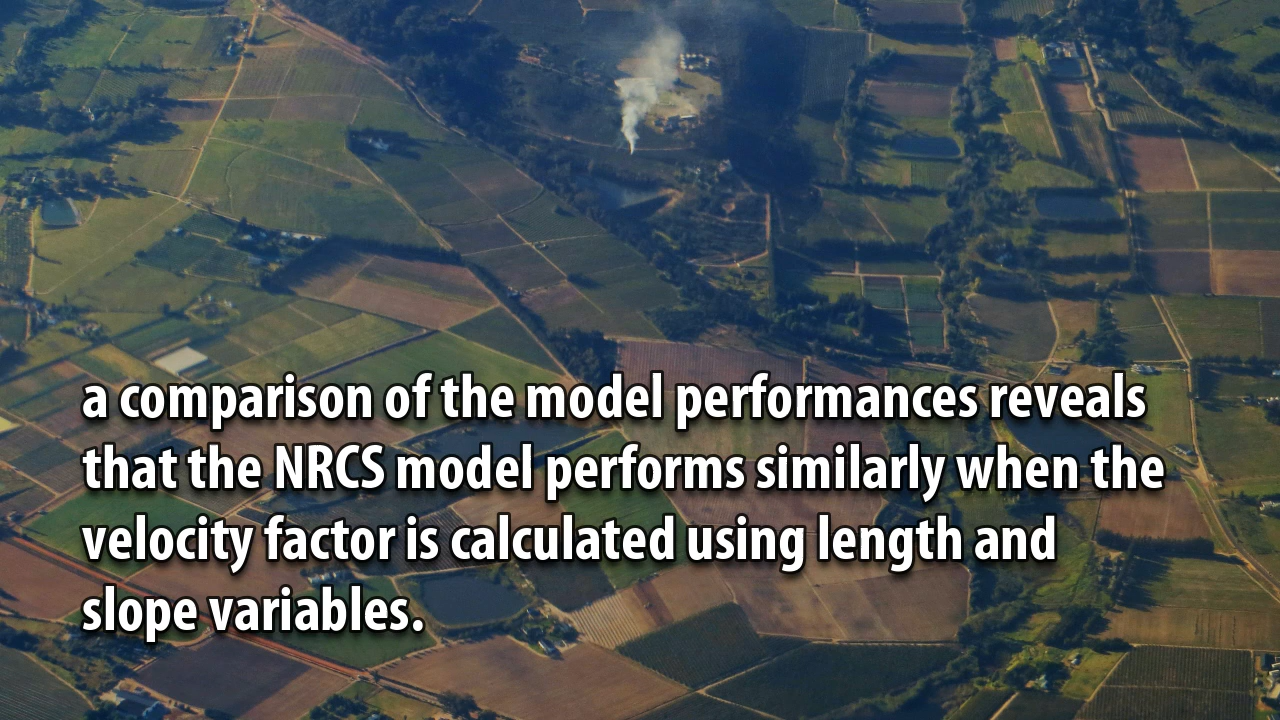 a comparison of the model performances reveals
that the NRCS model performs similarly when the
velocity factor is calculated using length and
slope variables.